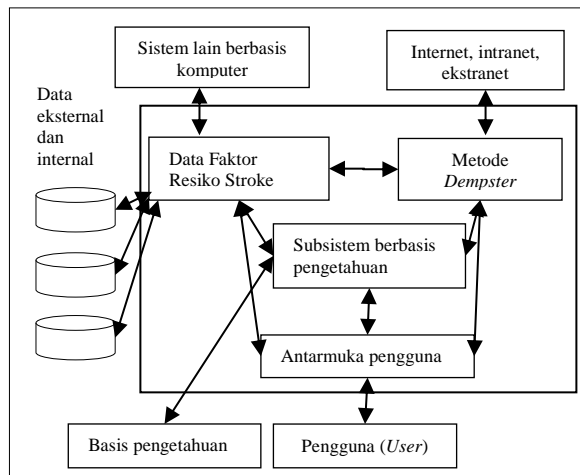 Sistem lain berbasis
komputer
Internet, intranet,
ekstranet
Data
eksternal
dan
internal
Data Faktor
Resiko Stroke
Metode
Dempster
Subsistem berbasis
pengetahuan
Antarmuka pengguna
Basis pengetahuan
Pengguna (User)